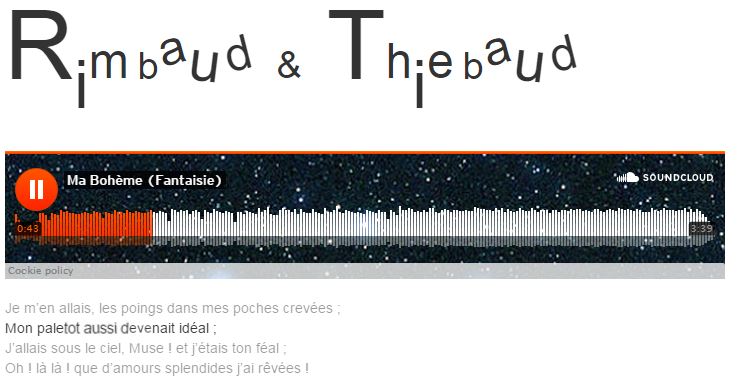 Rimbaud & Thiebaud
Ma Bohème (Fantaisie)
SOUNDCLOUD
0:43
3:39
Cookie policy
Je m'en allais, les poings dans mes poches crevées ;
Mon paletot aussi devenait idéal ;
J'allais sous le ciel, Muse ! et j'étais ton féal ;
Oh ! là là ! que d'amours splendides j'ai rêvées !